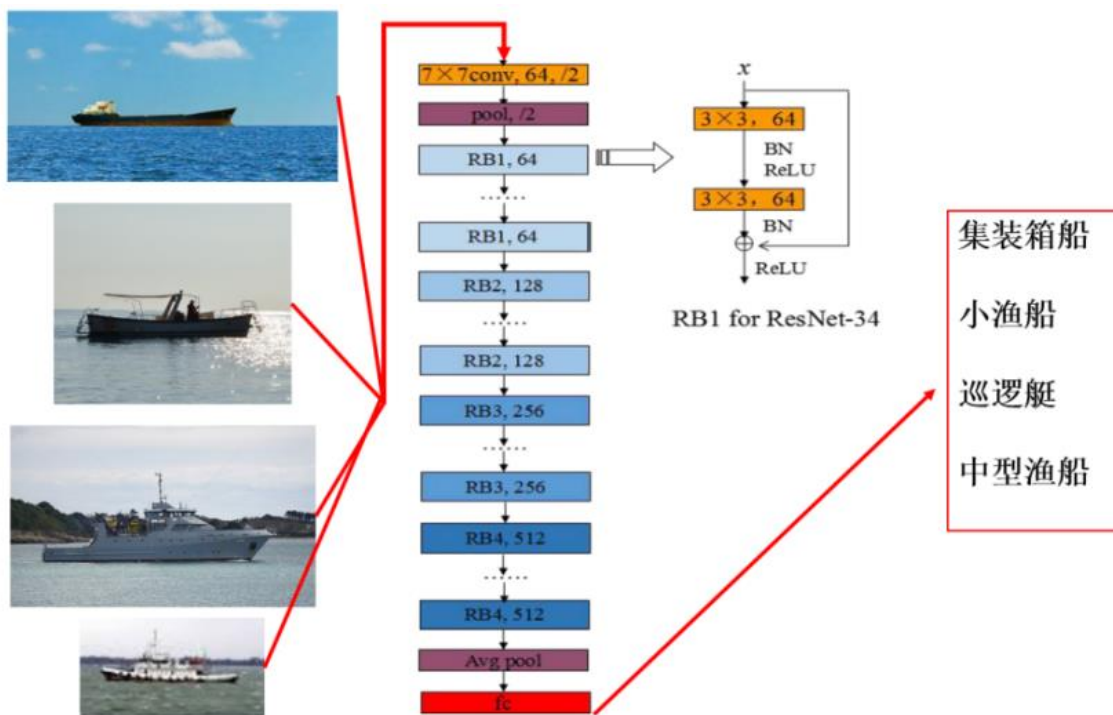 7×7conv, 64, /2
pool, /2
RB1, 64
......
RB1, 64
RB2, 128
......
RB2, 128
RB3, 256
......
RB3, 256
RB4, 512
......
RB4, 512
Avg pool
fc
x
3×3，64
BN
ReLU
3×3，64
BN
ReLU
RB1 for ResNet-34
集装箱船
小渔船
巡逻艇
中型渔船